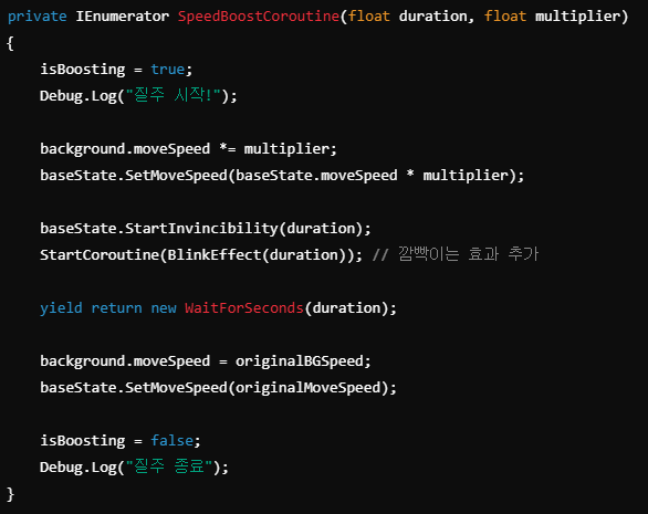 private IEnumerator SpeedBoostCoroutine(float duration, float multiplier)
{
    isBoosting = true;
    Debug.Log("질주 시작!");

    background.moveSpeed *= multiplier;
    baseState.SetMoveSpeed(baseState.moveSpeed * multiplier);

    baseState.StartInvincibility(duration);
    StartCoroutine(BlinkEffect(duration)); // 깜빡이는 효과 추가

    yield return new WaitForSeconds(duration);

    background.moveSpeed = originalBGSpeed;
    baseState.SetMoveSpeed(originalMoveSpeed);

    isBoosting = false;
    Debug.Log("질주 종료");
}